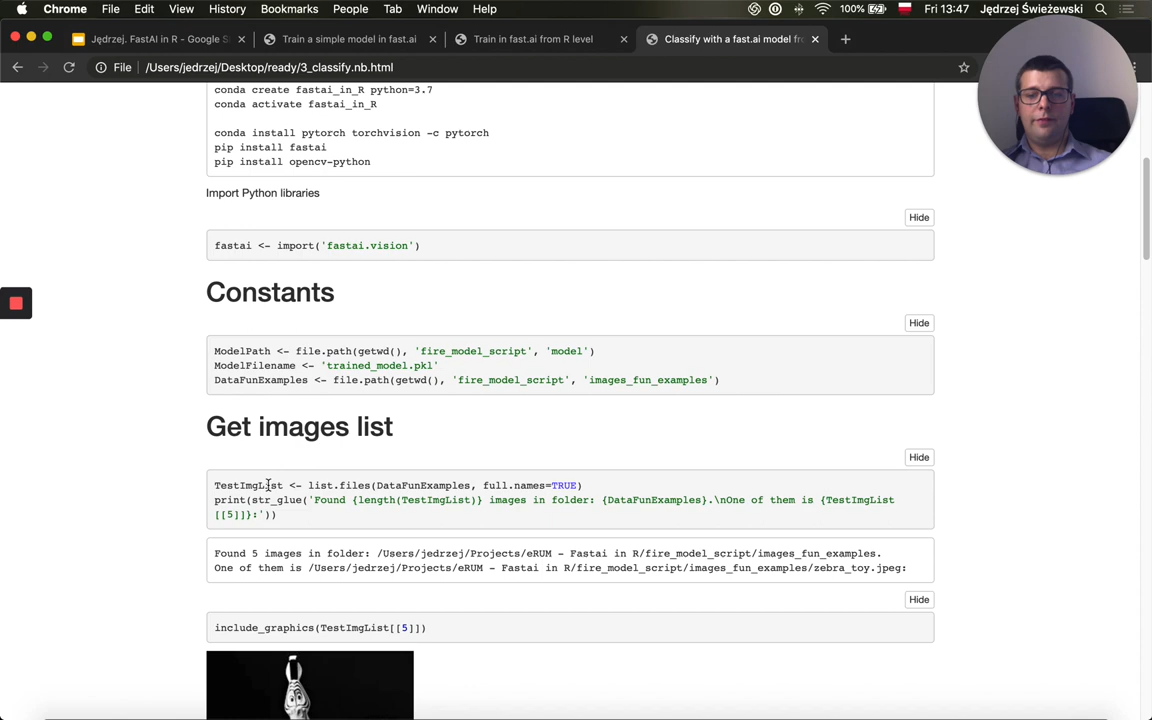 Chrome File Edit View History Bookmarks People Tab Window Help 100% Fri 13:47 Jędrzej Świeżewski
Jędrzej. FastAI in R - Google S Train a simple model in fast.ai Train in fast.ai from R level Classify with a fast.ai model fr
File /Users/jedrzej/Desktop/ready/3_classify.nb.html
conda create fastai_in_R python=3.7
conda activate fastai_in_R
conda install pytorch torchvision -c pytorch
pip install fastai
pip install opencv-python
Import Python libraries
Hide
fastai <- import('fastai.vision')
Constants
Hide
ModelPath <- file.path(getwd(), 'fire_model_script', 'model')
ModelFilename <- 'trained_model.pkl'
DataFunExamples <- file.path(getwd(), 'fire_model_script', 'images_fun_examples')
Get images list
Hide
TestImgList <- list.files(DataFunExamples, full.names=TRUE)
print(str_glue('Found {length(TestImgList)} images in folder: {DataFunExamples}.\nOne of them is {TestImgList
[[5]]}:'))
Found 5 images in folder: /Users/jedrzej/Projects/eRUM - Fastai in R/fire_model_script/images_fun_examples.
One of them is /Users/jedrzej/Projects/eRUM - Fastai in R/fire_model_script/images_fun_examples/zebra_toy.jpeg:
Hide
include_graphics(TestImgList[[5]])